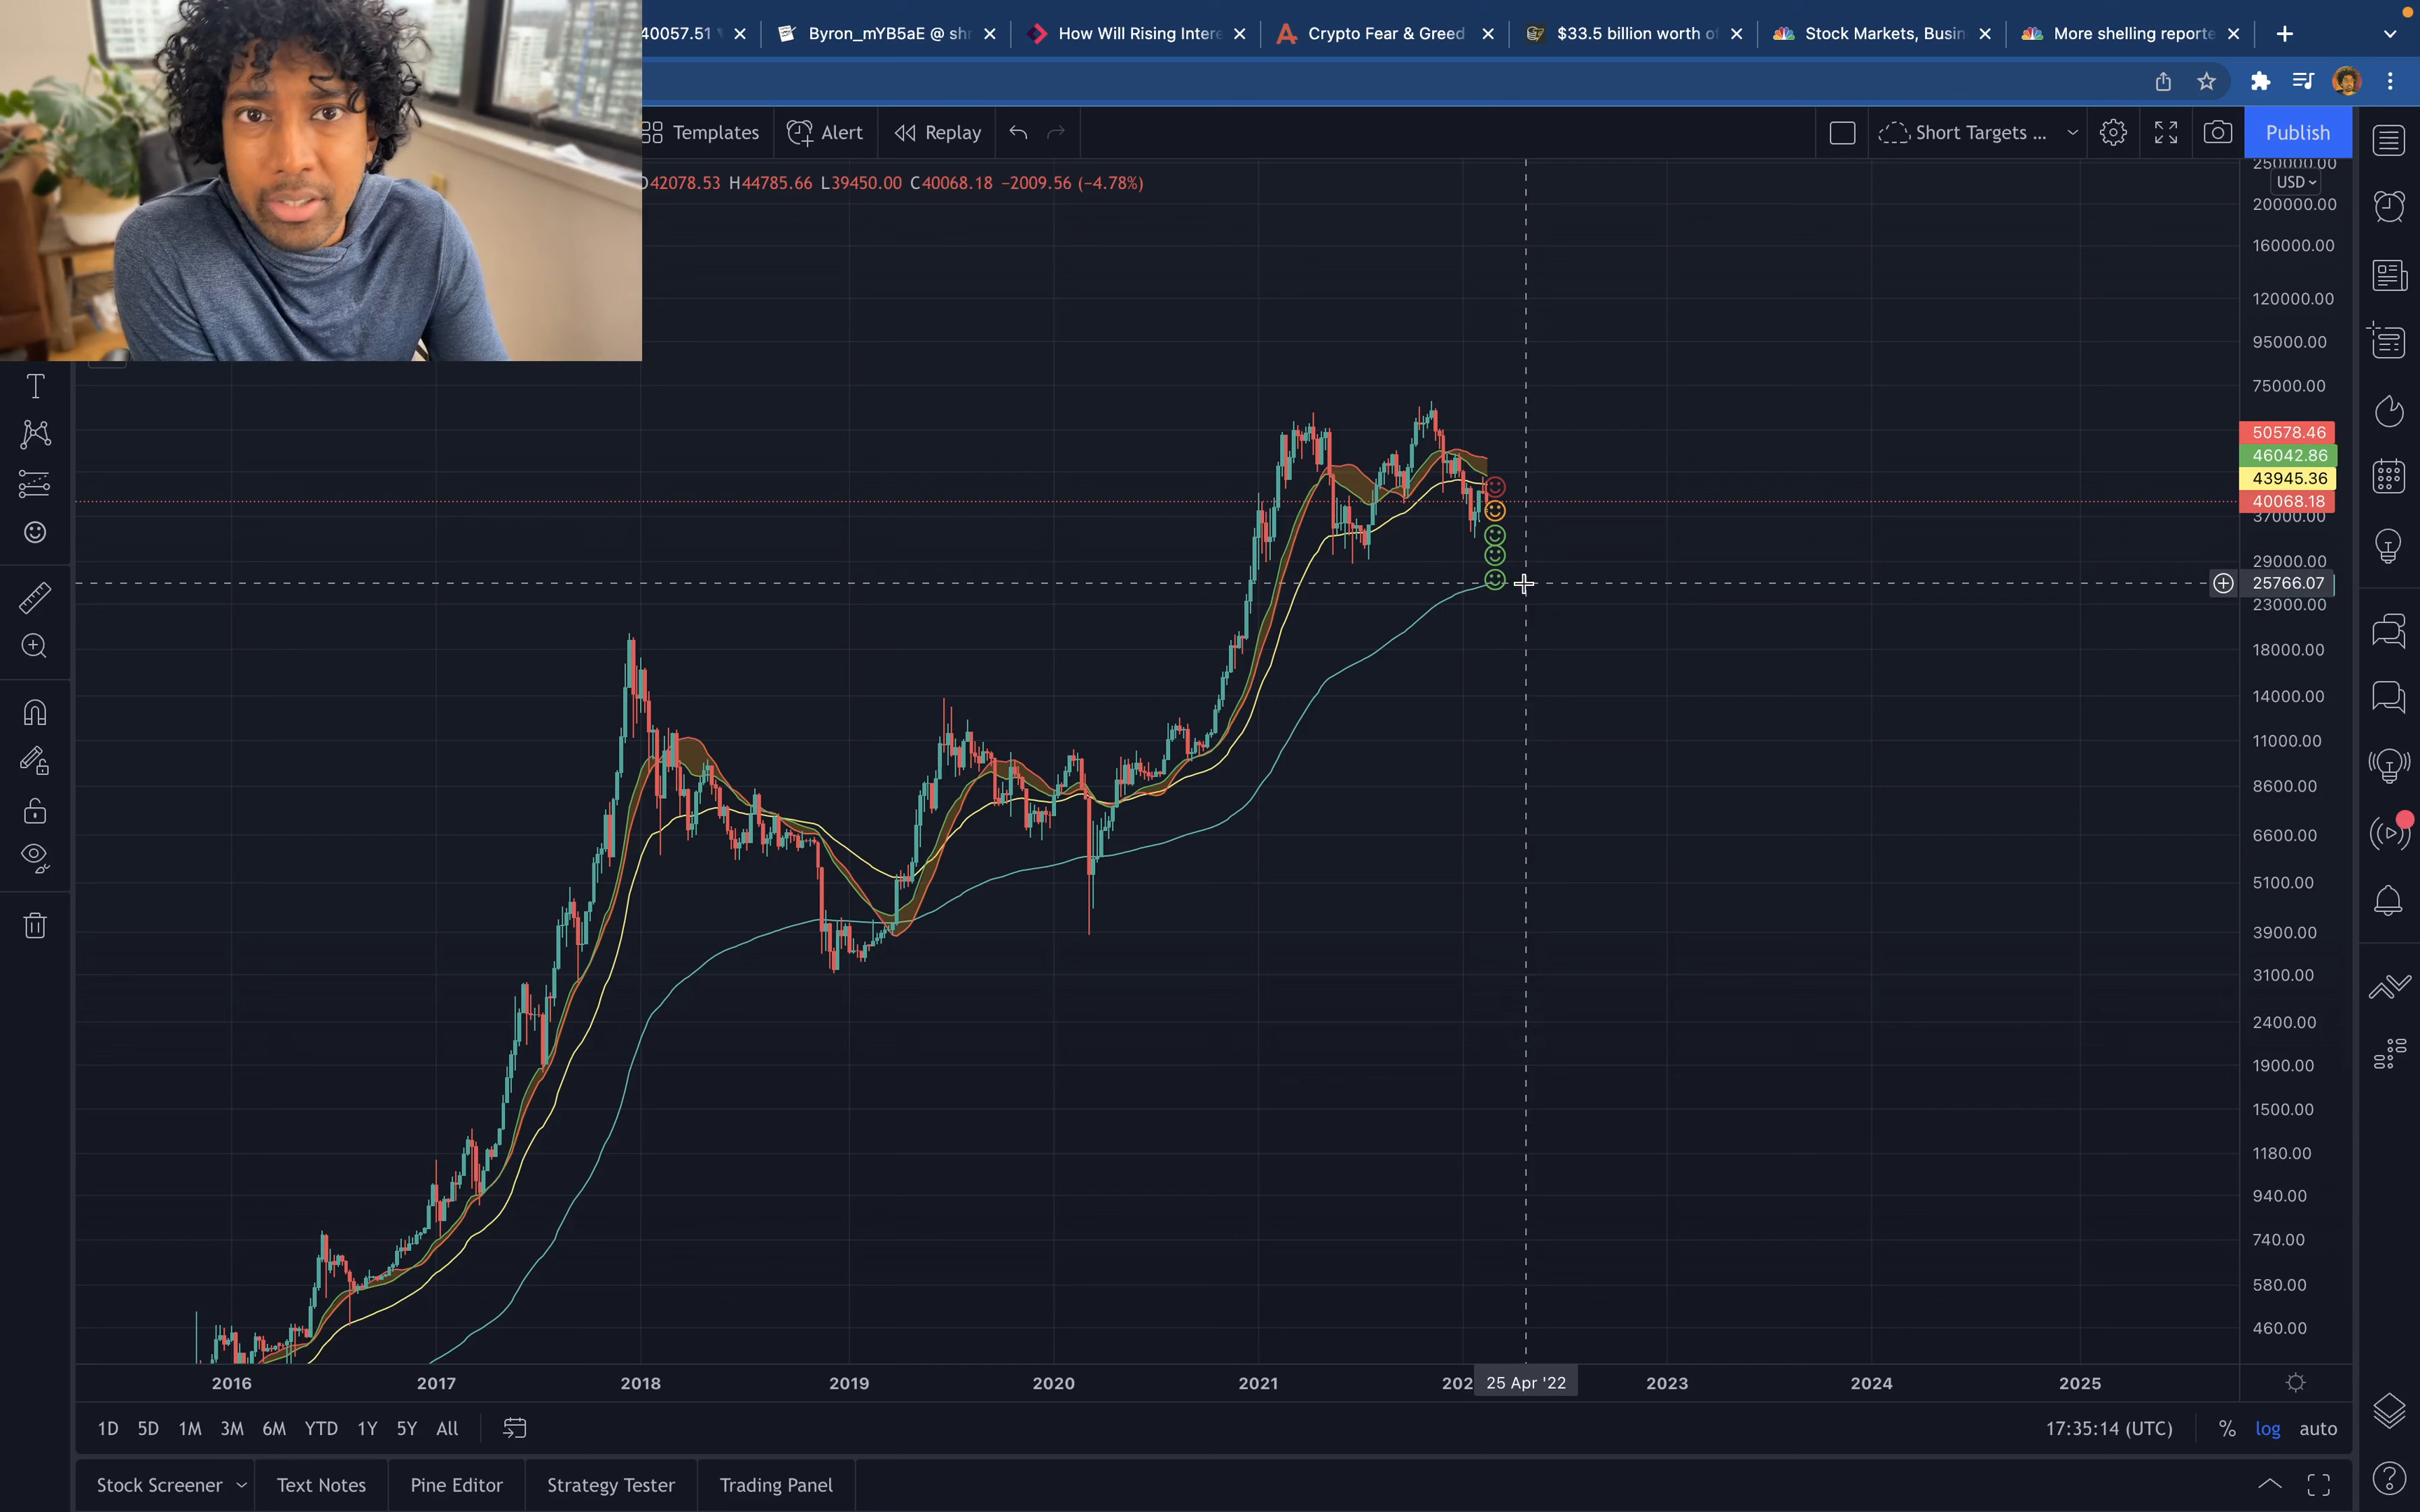 40057.51
Byron_mYB5aE @ shr
How Will Rising Intere
Crypto Fear & Greed
$33.5 billion worth of
Stock Markets, Busin
More shelling reporte
Templates
Alert
Replay
Short Targets ...
Publish
O42078.53 H44785.66 L39450.00 C40068.18 −2009.56 (−4.78%)
250000.00
USD
200000.00
160000.00
120000.00
95000.00
75000.00
50578.46
46042.86
43945.36
40068.18
37000.00
29000.00
25766.07
23000.00
18000.00
14000.00
11000.00
8600.00
6600.00
5100.00
3900.00
3100.00
2400.00
1900.00
1500.00
1180.00
940.00
740.00
580.00
460.00
2016 2017 2018 2019 2020 2021 202 25 Apr '22 2023 2024 2025
1D 5D 1M 3M 6M YTD 1Y 5Y All
17:35:14 (UTC) % log auto
Stock Screener Text Notes Pine Editor Strategy Tester Trading Panel